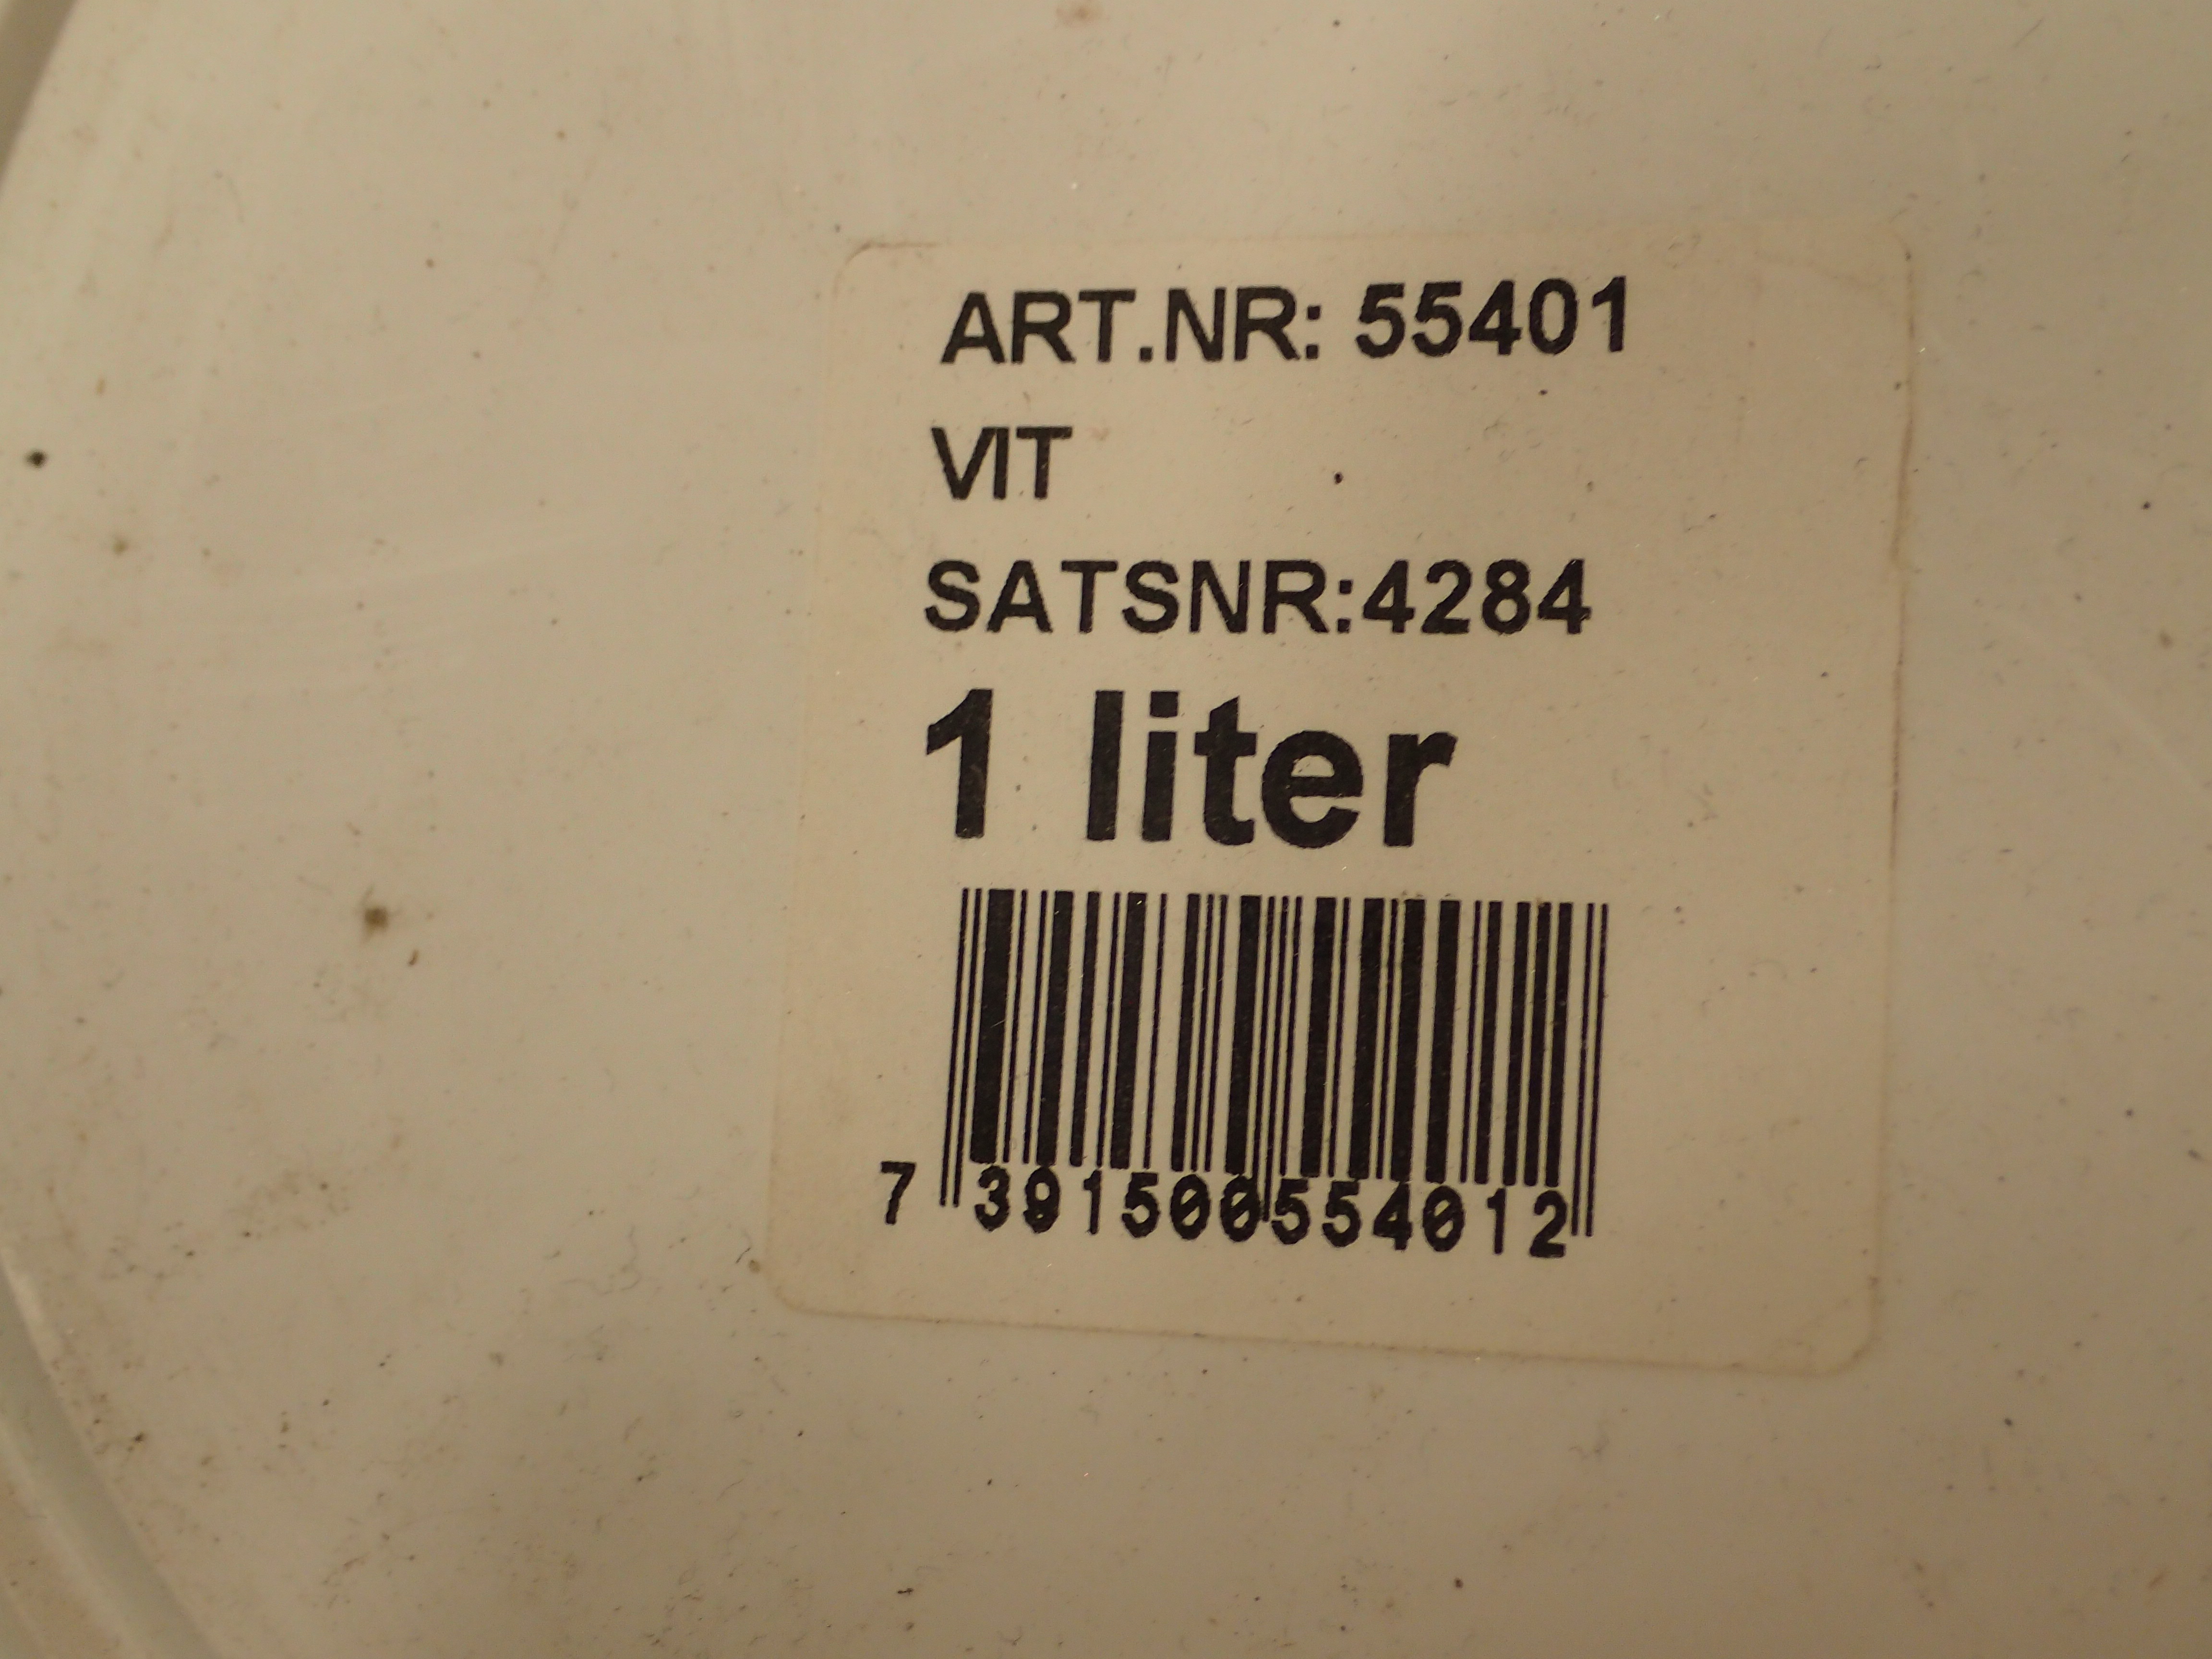 ART.NR: 55401
VIT
SATSNR:4284
1 liter
7 391500 554012